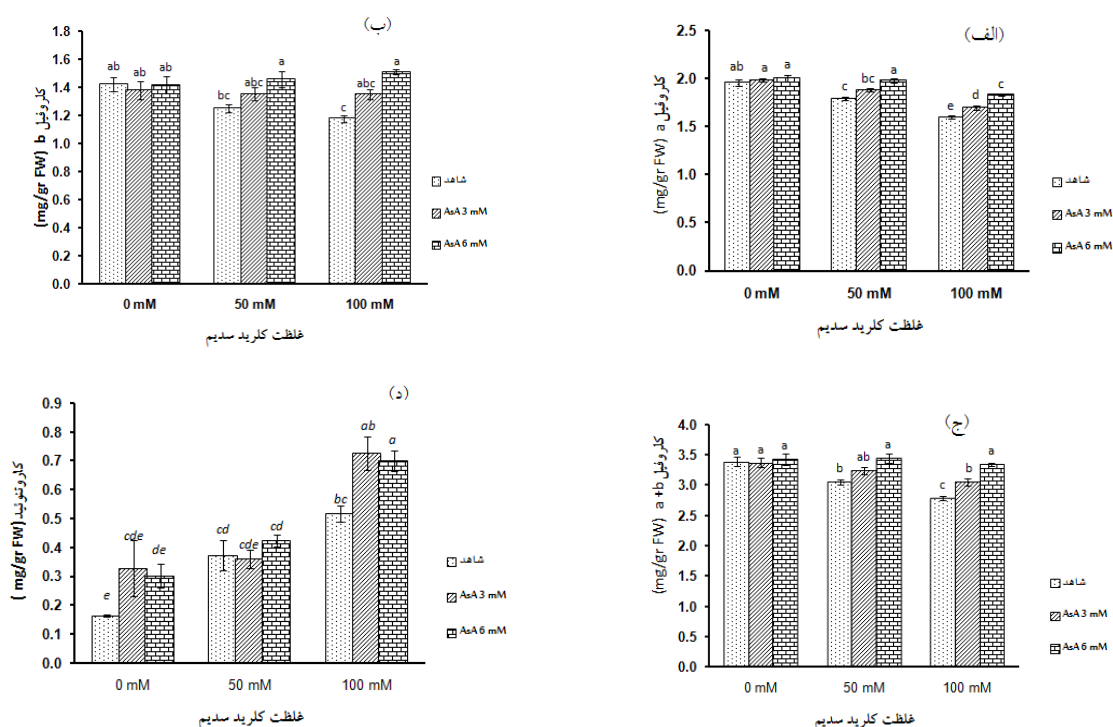 (الف)
کلروفیل a (mg/gr FW)
2.5
2.0
1.5
1.0
0.5
0.0
ab a a
c bc a
e d c
0 mM 50 mM 100 mM
غلظت کلرید سدیم
شاهد
AsA 3 mM
AsA 6 mM
(ب)
کلروفیل b
(mg/gr FW)
1.8
1.6
1.4
1.2
1.0
0.8
0.6
0.4
0.2
0.0
ab ab ab
bc abc a
c abc a
0 mM 50 mM 100 mM
غلظت کلرید سدیم
شاهد
AsA 3 mM
AsA 6 mM
(ج)
کلروفیل a +b
(mg/gr FW)
4.0
3.5
3.0
2.5
2.0
1.5
1.0
0.5
0.0
a a a
b ab a
c b a
0 mM 50 mM 100 mM
غلظت کلرید سدیم
شاهد
AsA 3 mM
AsA 6 mM
(د)
کاروتنوئید (mg/gr FW )
0.9
0.8
0.7
0.6
0.5
0.4
0.3
0.2
0.1
0.0
e cde de
cd cde cd
bc ab a
0 mM 50 mM 100 mM
غلظت کلرید سدیم
شاهد
AsA 3 mM
AsA 6 mM